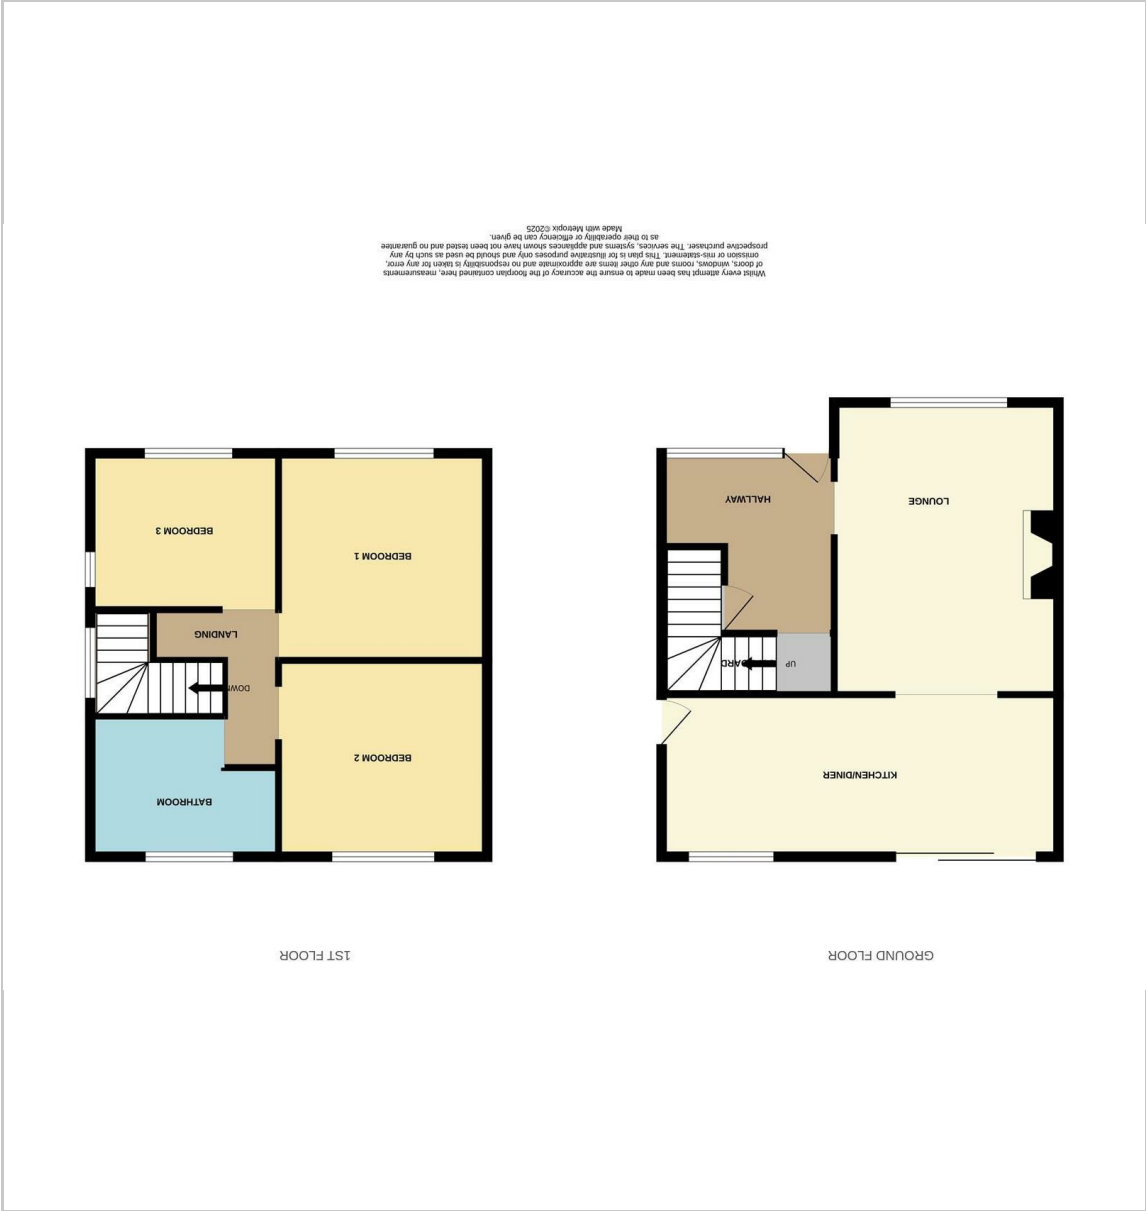 GROUND FLOOR
1ST FLOOR
KITCHEN/DINER
UP
LOUNGE
HALLWAY
BATHROOM
BEDROOM 2
DOWN
LANDING
BEDROOM 1
BEDROOM 3
Whilst every attempt has been made to ensure the accuracy of the floorplan contained here, measurements
of doors, windows, rooms and any other items are approximate and no responsibility is taken for any error,
omission or mis-statement. This plan is for illustrative purposes only and should be used as such by any
prospective purchaser. The services, systems and appliances shown have not been tested and no guarantee
as to their operability or efficiency can be given.
Made with Metropix ©2025